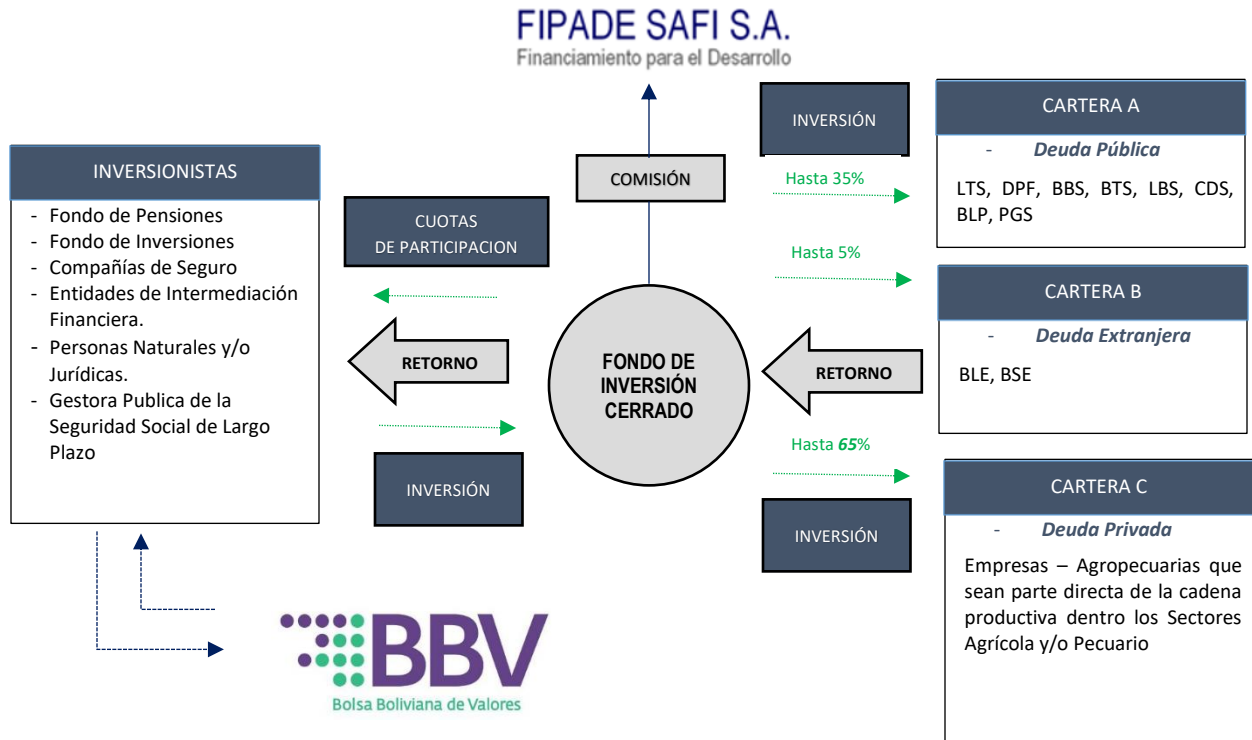 FIPADE SAFI S.A.
Financiamiento para el Desarrollo
INVERSIONISTAS
- Fondo de Pensiones
- Fondo de Inversiones
- Compañías de Seguro
- Entidades de Intermediación
Financiera.
- Personas Naturales y/o
Jurídicas.
- Gestora Publica de la
Seguridad Social de Largo
Plazo
CUOTAS
DE PARTICIPACION
RETORNO
INVERSIÓN
COMISIÓN
FONDO DE
INVERSIÓN
CERRADO
INVERSIÓN
Hasta 35%
Hasta 5%
RETORNO
Hasta 65%
INVERSIÓN
CARTERA A
- Deuda Pública
LTS, DPF, BBS, BTS, LBS, CDS,
BLP, PGS
CARTERA B
- Deuda Extranjera
BLE, BSE
CARTERA C
- Deuda Privada
Empresas – Agropecuarias que
sean parte directa de la cadena
productiva dentro los Sectores
Agrícola y/o Pecuario
BBV
Bolsa Boliviana de Valores